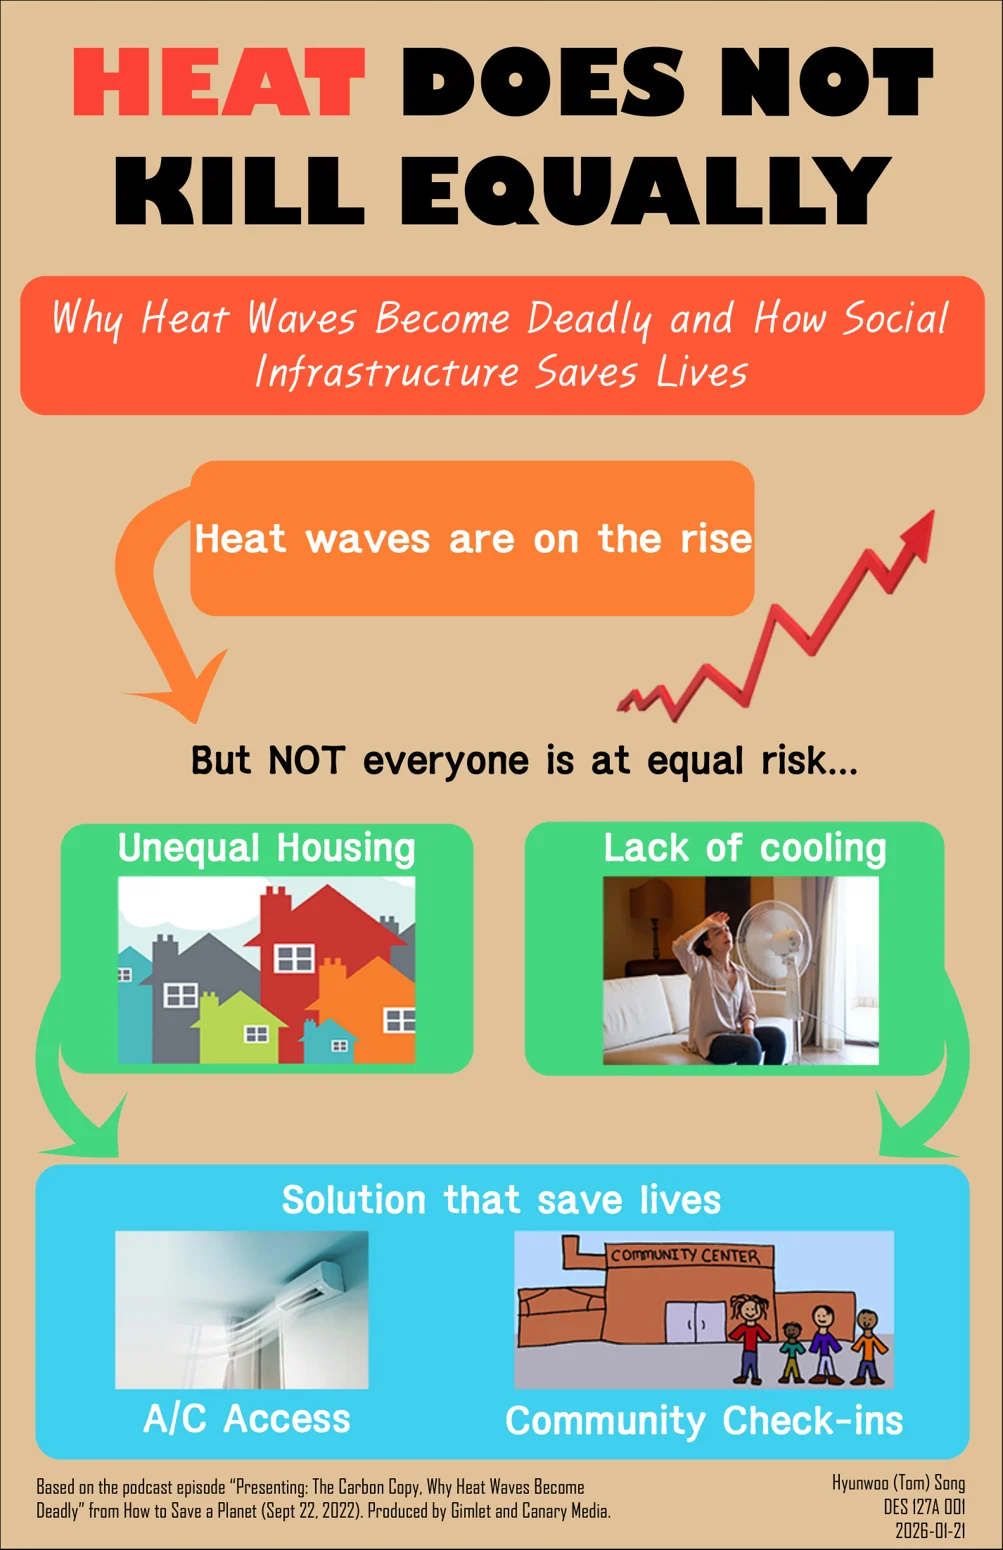 HEAT DOES NOT
KILL EQUALLY
Why Heat Waves Become Deadly and How Social
Infrastructure Saves Lives
Heat waves are on the rise
But NOT everyone is at equal risk...
Unequal Housing
Lack of cooling
Solution that save lives
COMMUNITY CENTER
A/C Access
Community Check-ins
Based on the podcast episode “Presenting: The Carbon Copy, Why Heat Waves Become
Deadly” from How to Save a Planet (Sept 22, 2022). Produced by Gimlet and Canary Media.
Hyunwoo (Tom) Song
DES 127A 001
2026-01-21